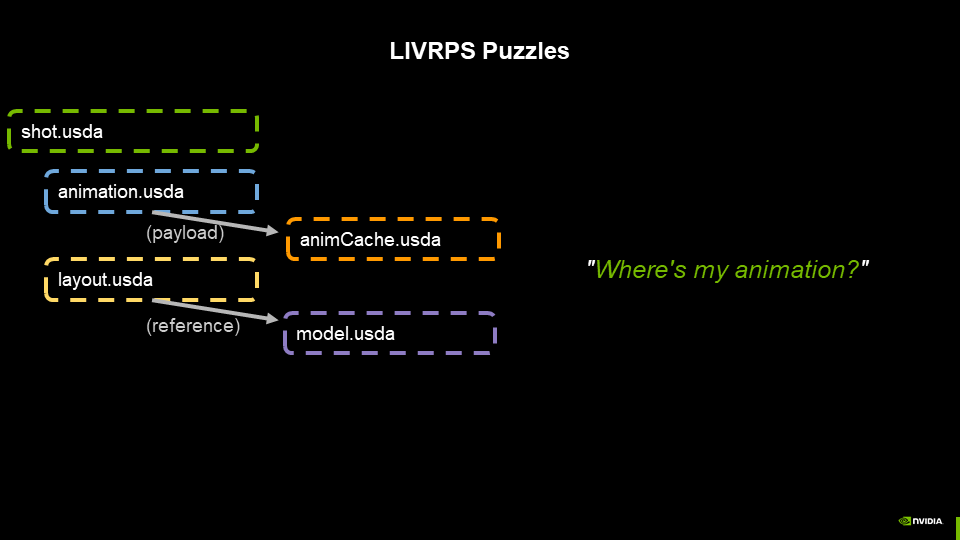 LIVRPS Puzzles
shot.usda
animation.usda
(payload)
animCache.usda
layout.usda
(reference)
model.usda
"Where's my animation?"
NVIDIA.